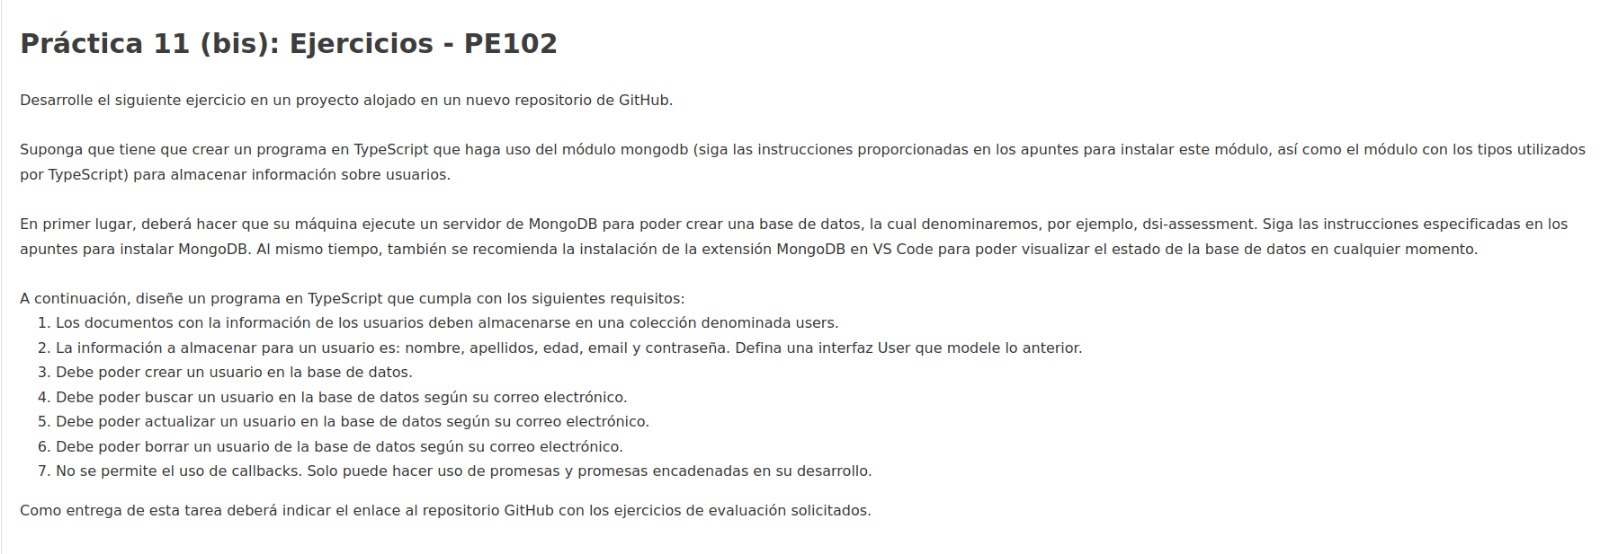 Práctica 11 (bis): Ejercicios - PE102
Desarrolle el siguiente ejercicio en un proyecto alojado en un nuevo repositorio de GitHub.
Suponga que tiene que crear un programa en TypeScript que haga uso del módulo mongodb (siga las instrucciones proporcionadas en los apuntes para instalar este módulo, así como el módulo con los tipos utilizados
por TypeScript) para almacenar información sobre usuarios.
En primer lugar, deberá hacer que su máquina ejecute un servidor de MongoDB para poder crear una base de datos, la cual denominaremos, por ejemplo, dsi-assessment. Siga las instrucciones especificadas en los
apuntes para instalar MongoDB. Al mismo tiempo, también se recomienda la instalación de la extensión MongoDB en VS Code para poder visualizar el estado de la base de datos en cualquier momento.
A continuación, diseñe un programa en TypeScript que cumpla con los siguientes requisitos:
1. Los documentos con la información de los usuarios deben almacenarse en una colección denominada users.
2. La información a almacenar para un usuario es: nombre, apellidos, edad, email y contraseña. Defina una interfaz User que modele lo anterior.
3. Debe poder crear un usuario en la base de datos.
4. Debe poder buscar un usuario en la base de datos según su correo electrónico.
5. Debe poder actualizar un usuario en la base de datos según su correo electrónico.
6. Debe poder borrar un usuario de la base de datos según su correo electrónico.
7. No se permite el uso de callbacks. Solo puede hacer uso de promesas y promesas encadenadas en su desarrollo.
Como entrega de esta tarea deberá indicar el enlace al repositorio GitHub con los ejercicios de evaluación solicitados.